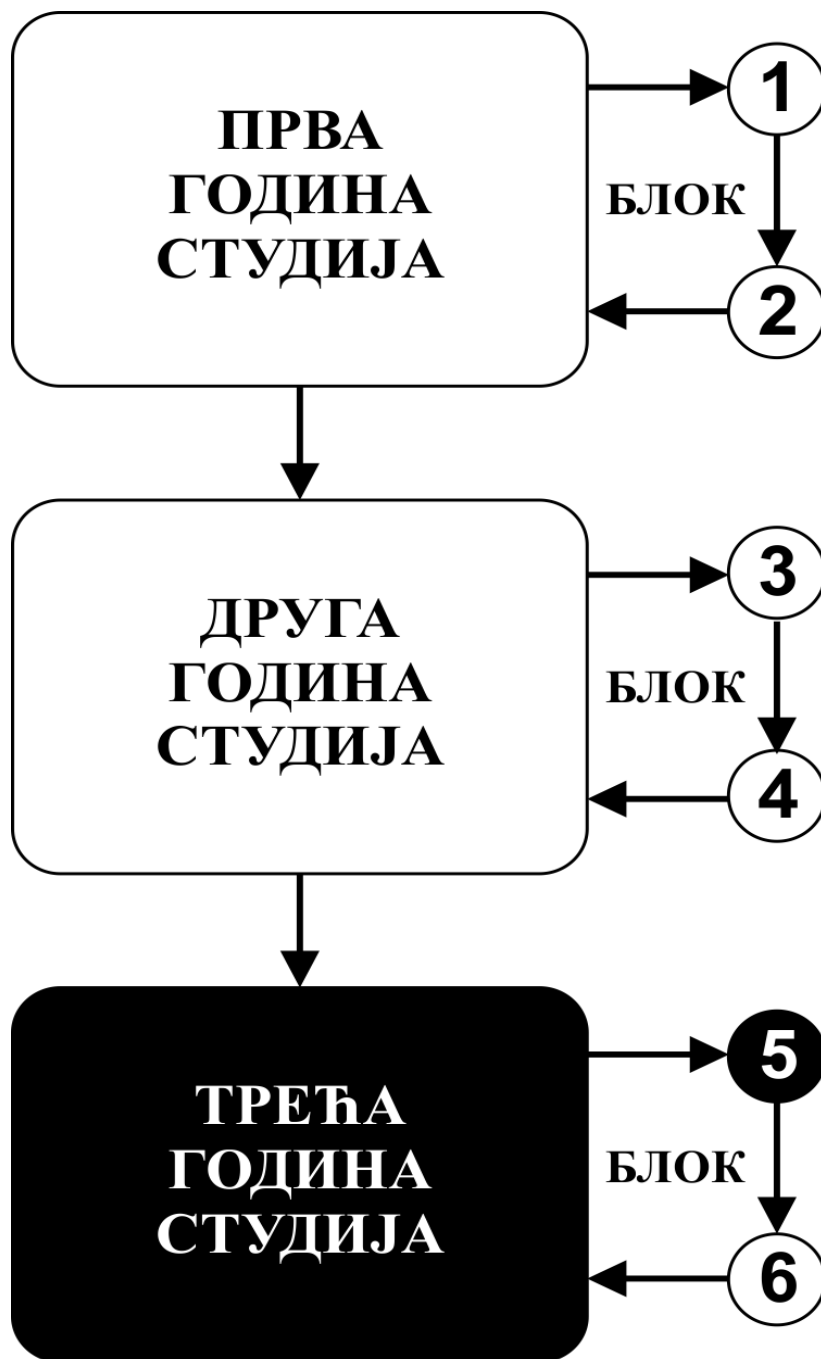 ПРВА
ГОДИНА
СТУДИЈА
1
БЛОК
2
ДРУГА
ГОДИНА
СТУДИЈА
3
БЛОК
4
ТРЕЋА
ГОДИНА
СТУДИЈА
5
БЛОК
6